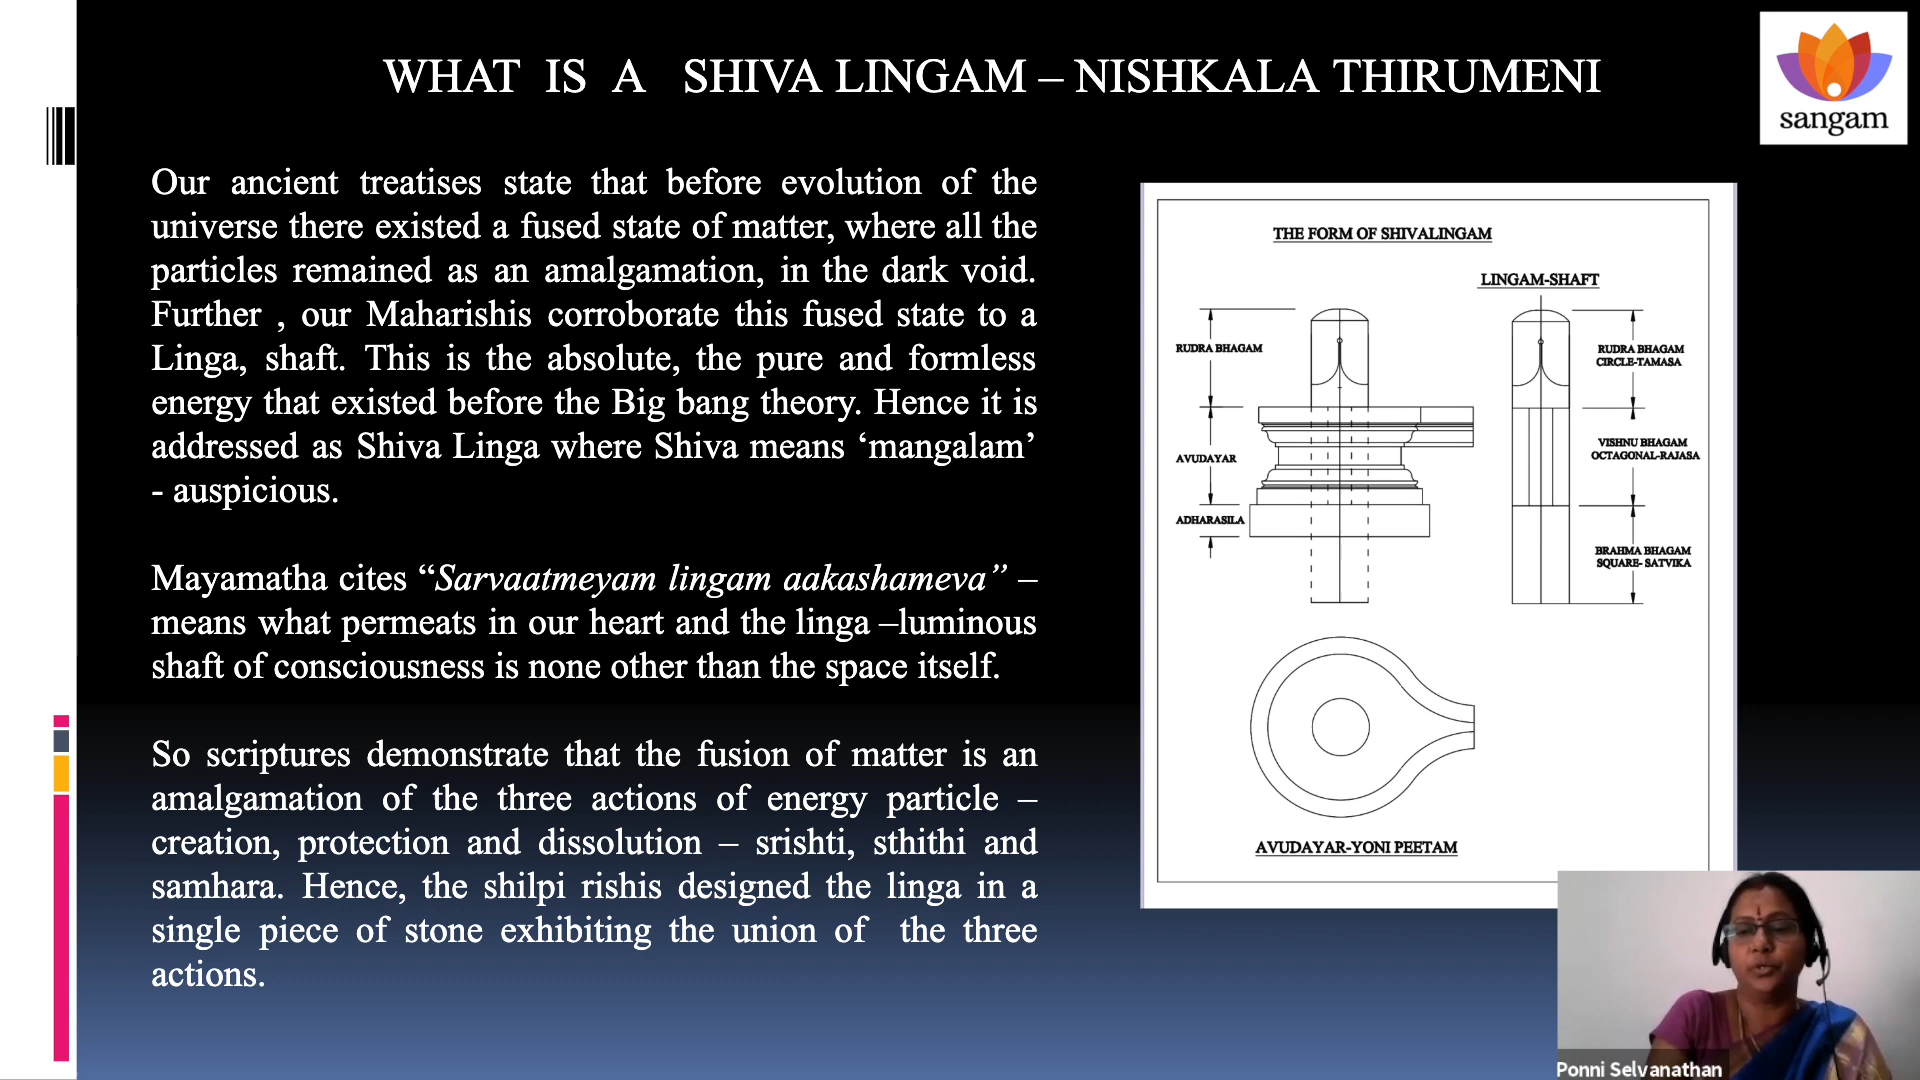 WHAT IS A SHIVA LINGAM – NISHKALA THIRUMENI
sangam
Our ancient treatises state that before evolution of the
universe there existed a fused state of matter, where all the
particles remained as an amalgamation, in the dark void.
Further , our Maharishis corroborate this fused state to a
Linga, shaft. This is the absolute, the pure and formless
energy that existed before the Big bang theory. Hence it is
addressed as Shiva Linga where Shiva means ‘mangalam’
- auspicious.
Mayamatha cites “Sarvaatmeyam lingam aakashameva” –
means what permeats in our heart and the linga –luminous
shaft of consciousness is none other than the space itself.
So scriptures demonstrate that the fusion of matter is an
amalgamation of the three actions of energy particle –
creation, protection and dissolution – srishti, sthithi and
samhara. Hence, the shilpi rishis designed the linga in a
single piece of stone exhibiting the union of the three
actions.
THE FORM OF SHIVALINGAM
LINGAM-SHAFT
RUDRA BHAGAM
AVUDAYAR
ADHARASILA
RUDRA BHAGAM
CIRCLE-TAMASA
VISHNU BHAGAM
OCTAGONAL-RAJASA
BRAHMA BHAGAM
SQUARE- SATVIKA
AVUDAYAR-YONI PEETAM
Ponni Selvanathan